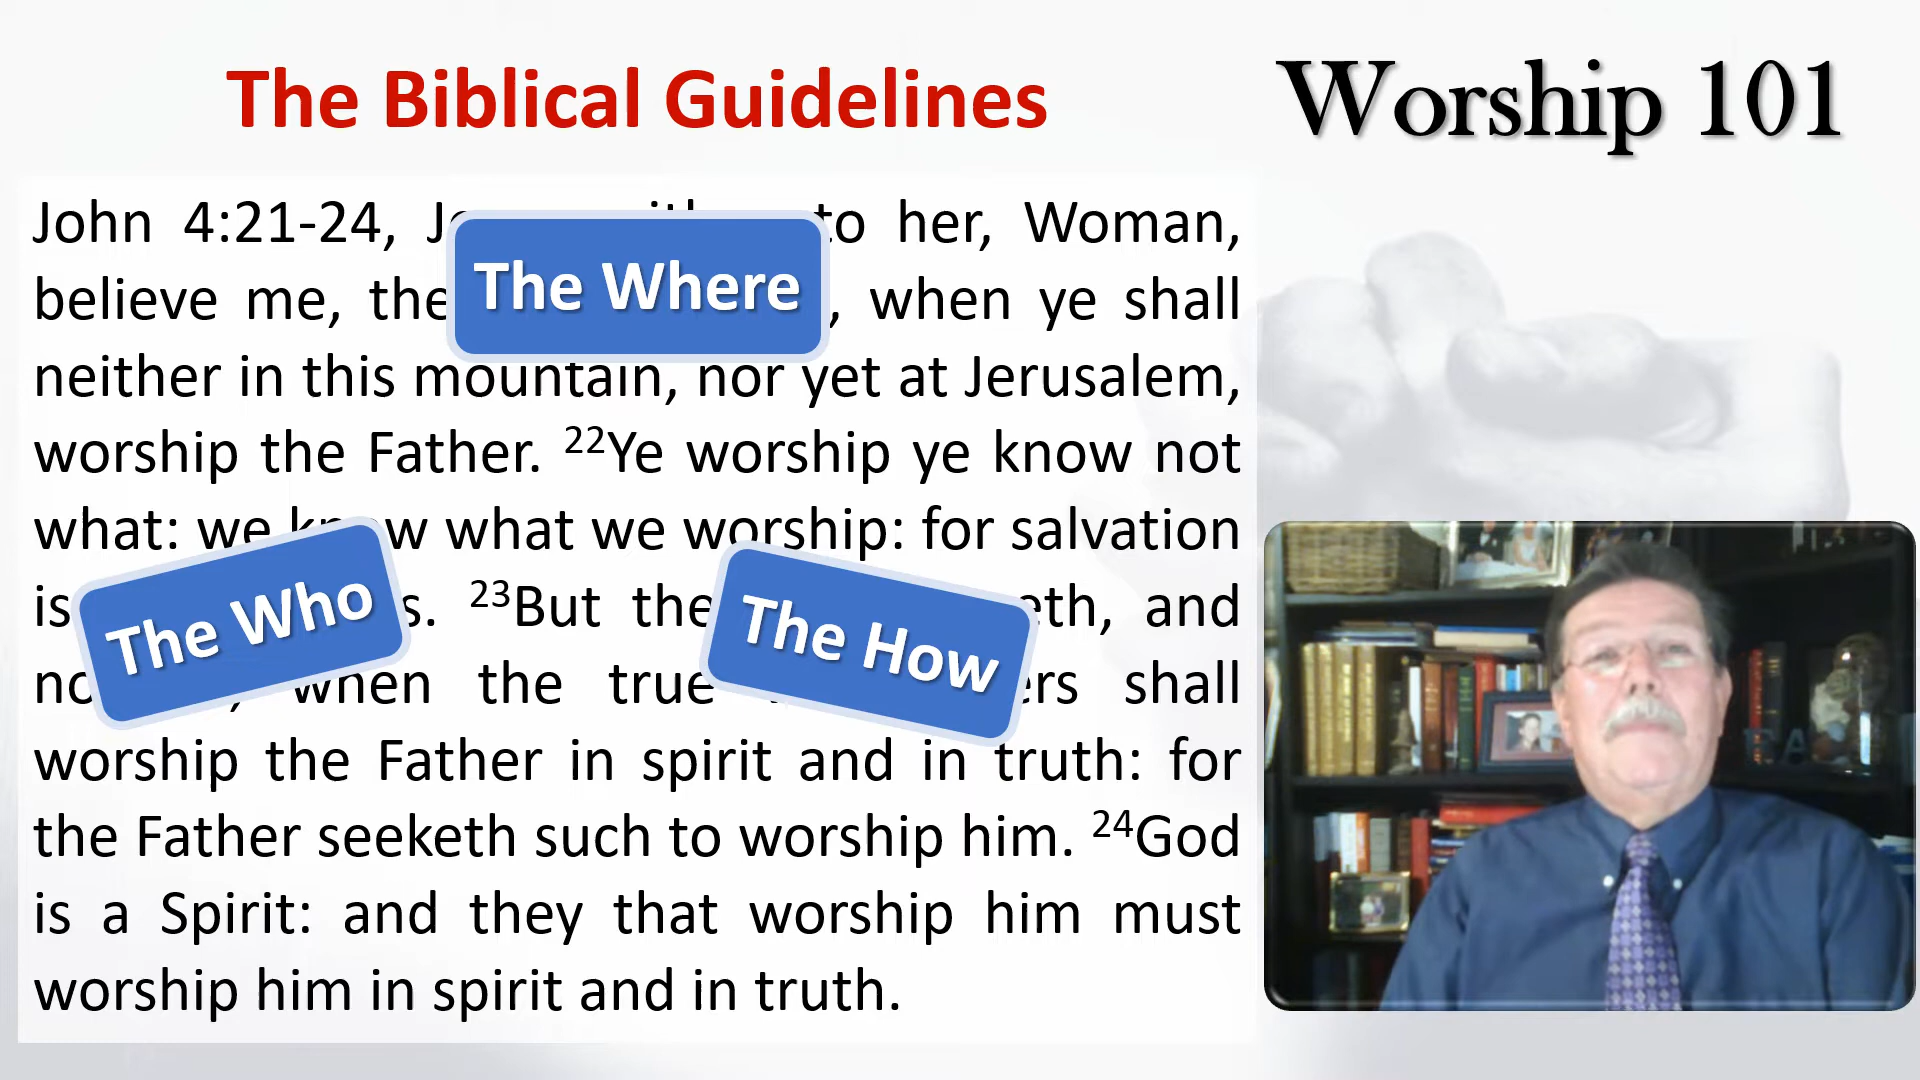 The Biblical Guidelines
Worship 101
John 4:21-24, to her, Woman,
believe me, the , when ye shall
The Where
neither in this mountain, nor yet at Jerusalem,
worship the Father. ²²Ye worship ye know not
what: we know what we worship: for salvation
is s. ²³But the eth, and
The Who
The How
no , when the true ers shall
worship the Father in spirit and in truth: for
the Father seeketh such to worship him. ²⁴God
is a Spirit: and they that worship him must
worship him in spirit and in truth.